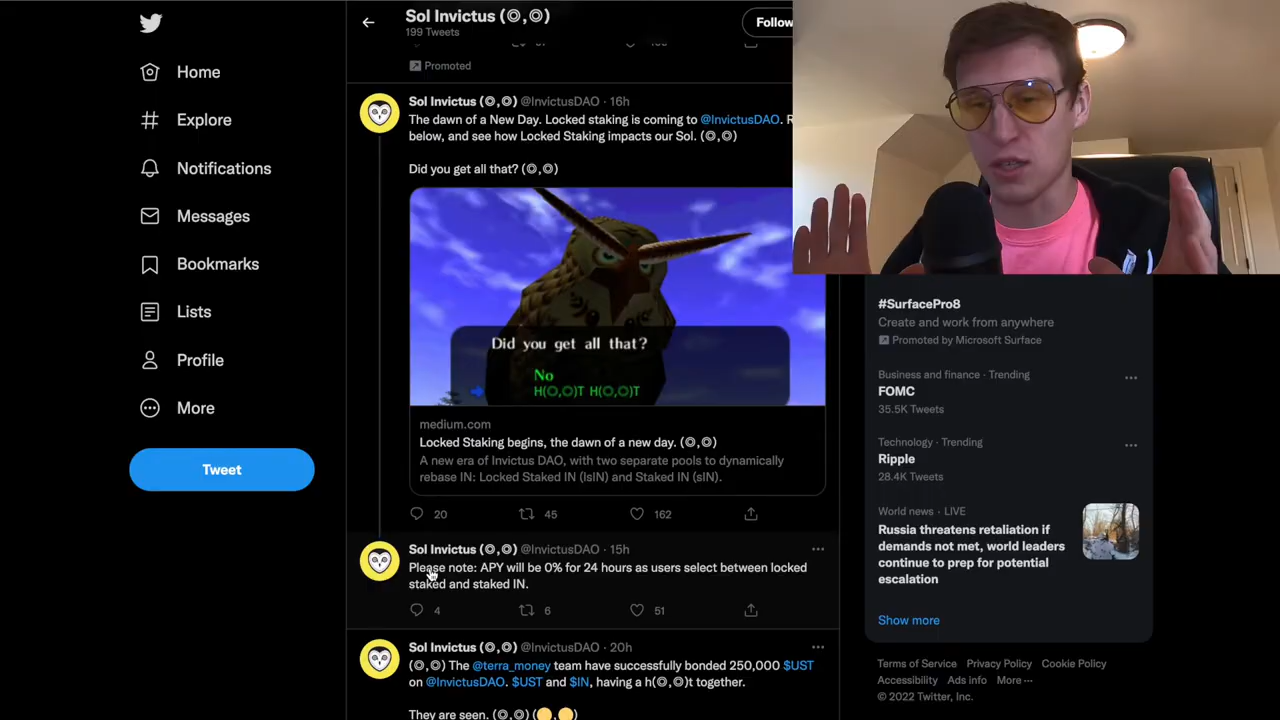 Sol Invictus (◎,◎)
199 Tweets
Follow
Home
Explore
Notifications
Messages
Bookmarks
Lists
Profile
More
Tweet
Promoted
Sol Invictus (◎,◎) @InvictusDAO · 16h
The dawn of a New Day. Locked staking is coming to @InvictusDAO. R
below, and see how Locked Staking impacts our Sol. (◎,◎)
Did you get all that? (◎,◎)
Did you get all that?
No
H(O,O)T H(O,O)T
medium.com
Locked Staking begins, the dawn of a new day. (◎,◎)
A new era of Invictus DAO, with two separate pools to dynamically
rebase IN: Locked Staked IN (lsIN) and Staked IN (sIN).
20 45 162
Sol Invictus (◎,◎) @InvictusDAO · 15h
Please note: APY will be 0% for 24 hours as users select between locked
staked and staked IN.
4 6 51
Sol Invictus (◎,◎) @InvictusDAO · 20h
(◎,◎) The @terra_money team have successfully bonded 250,000 $UST
on @InvictusDAO. $UST and $IN, having a h(◎,◎)t together.
They are seen. (◎,◎) (🟡,🟡)
#SurfacePro8
Create and work from anywhere
Promoted by Microsoft Surface
Business and finance · Trending
FOMC
35.5K Tweets
Technology · Trending
Ripple
28.4K Tweets
World news · LIVE
Russia threatens retaliation if
demands not met, world leaders
continue to prep for potential
escalation
Show more
Terms of Service Privacy Policy Cookie Policy
Accessibility Ads info More ···
© 2022 Twitter, Inc.